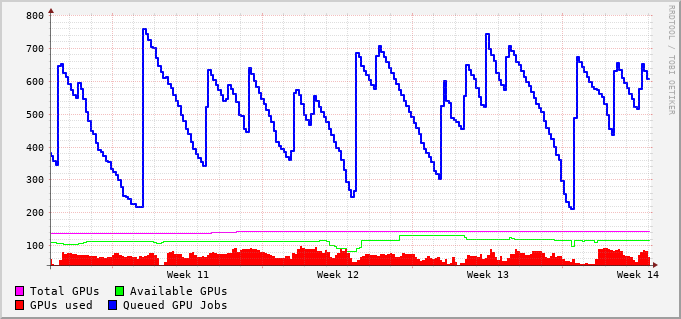 800
700
600
500
400
300
200
100
Week 11 Week 12 Week 13 Week 14
Total GPUs Available GPUs
GPUs used Queued GPU Jobs
RRDTOOL / TOBI OETIKER